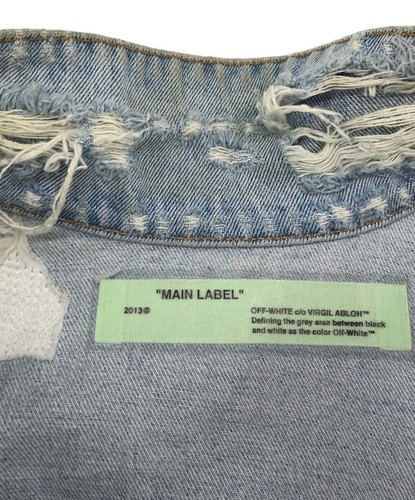 "MAIN LABEL"
2013©
OFF-WHITE c/o VIRGIL ABLOH™
Defining the grey area between black
and white as the color Off-White™